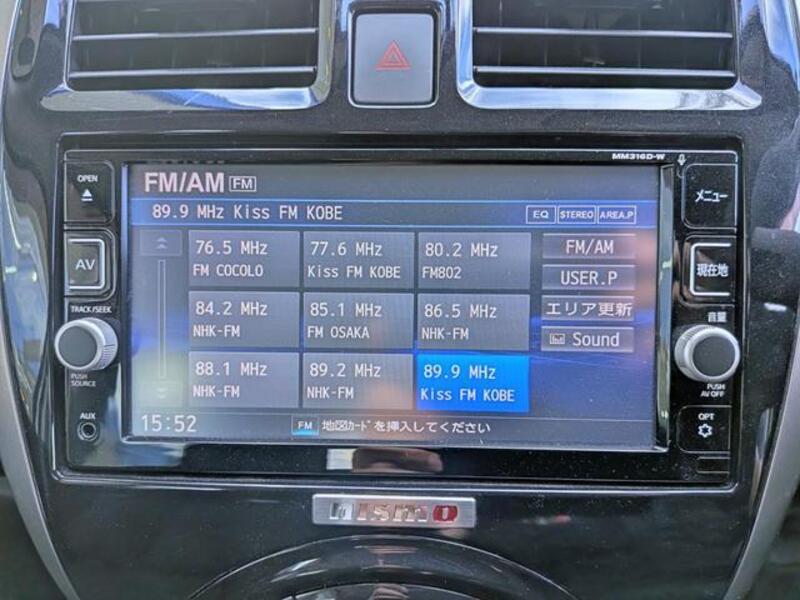 MM316D-W
OPEN
FM/AM FM
メニュー
89.9 MHz Kiss FM KOBE
EQ STEREO AREA.P
AV
76.5 MHz
FM COCOLO
77.6 MHz
Kiss FM KOBE
80.2 MHz
FM802
FM/AM
現在地
USER.P
TRACK/SEEK
84.2 MHz
NHK-FM
85.1 MHz
FM OSAKA
86.5 MHz
NHK-FM
エリア更新
音量
Sound
PUSH
SOURCE
88.1 MHz
NHK-FM
89.2 MHz
NHK-FM
89.9 MHz
Kiss FM KOBE
PUSH
AV OFF
AUX
15:52
FM 地図ｶｰﾄﾞを挿入してください
OPT
nismo